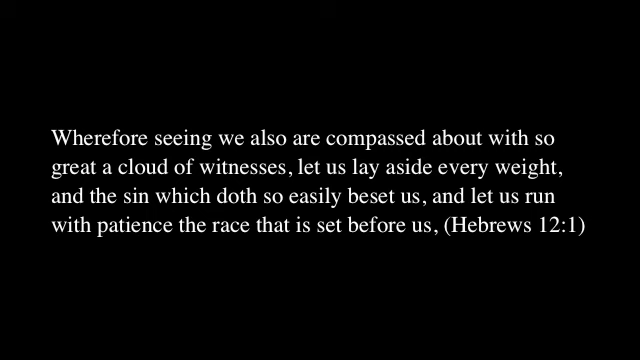 Wherefore seeing we also are compassed about with so
great a cloud of witnesses, let us lay aside every weight,
and the sin which doth so easily beset us, and let us run
with patience the race that is set before us, (Hebrews 12:1)